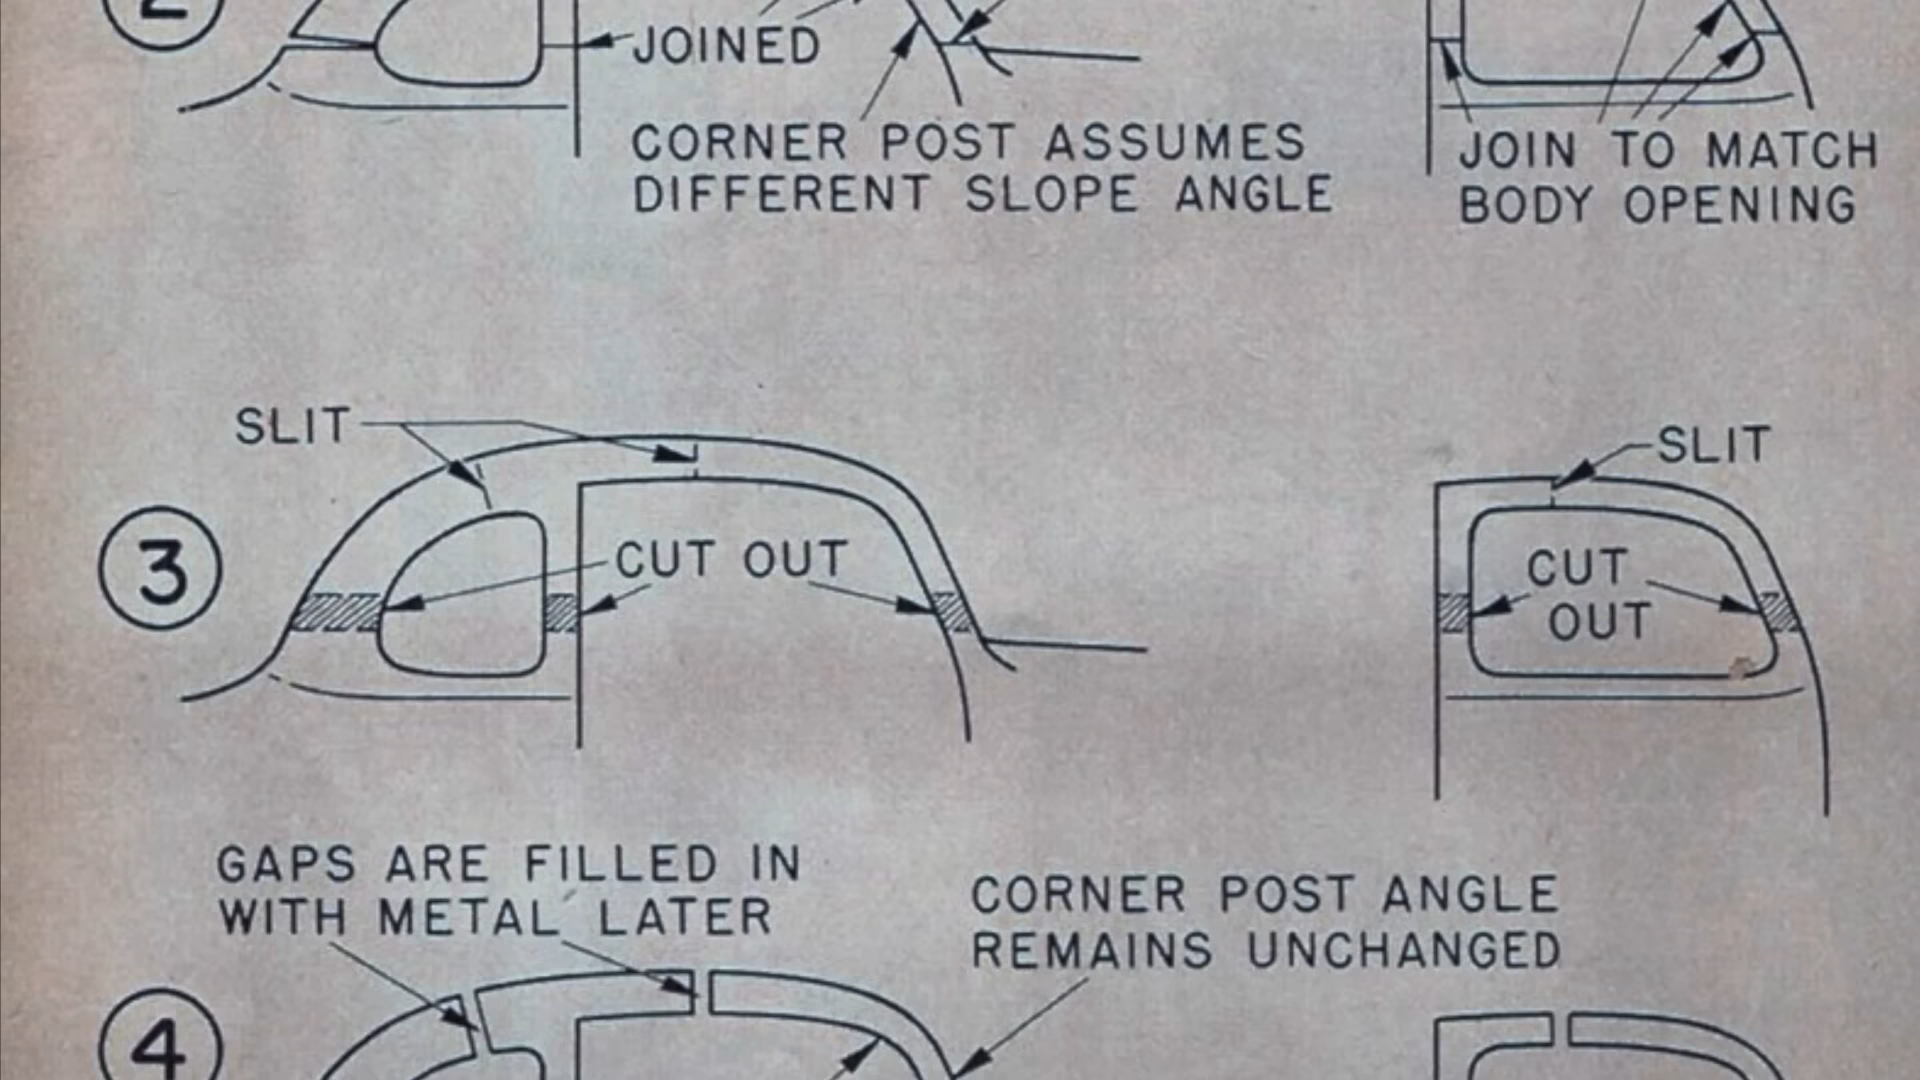 2
JOINED
CORNER POST ASSUMES
DIFFERENT SLOPE ANGLE
JOIN TO MATCH
BODY OPENING
3
SLIT
CUT OUT
SLIT
CUT
OUT
GAPS ARE FILLED IN
WITH METAL LATER
CORNER POST ANGLE
REMAINS UNCHANGED
4